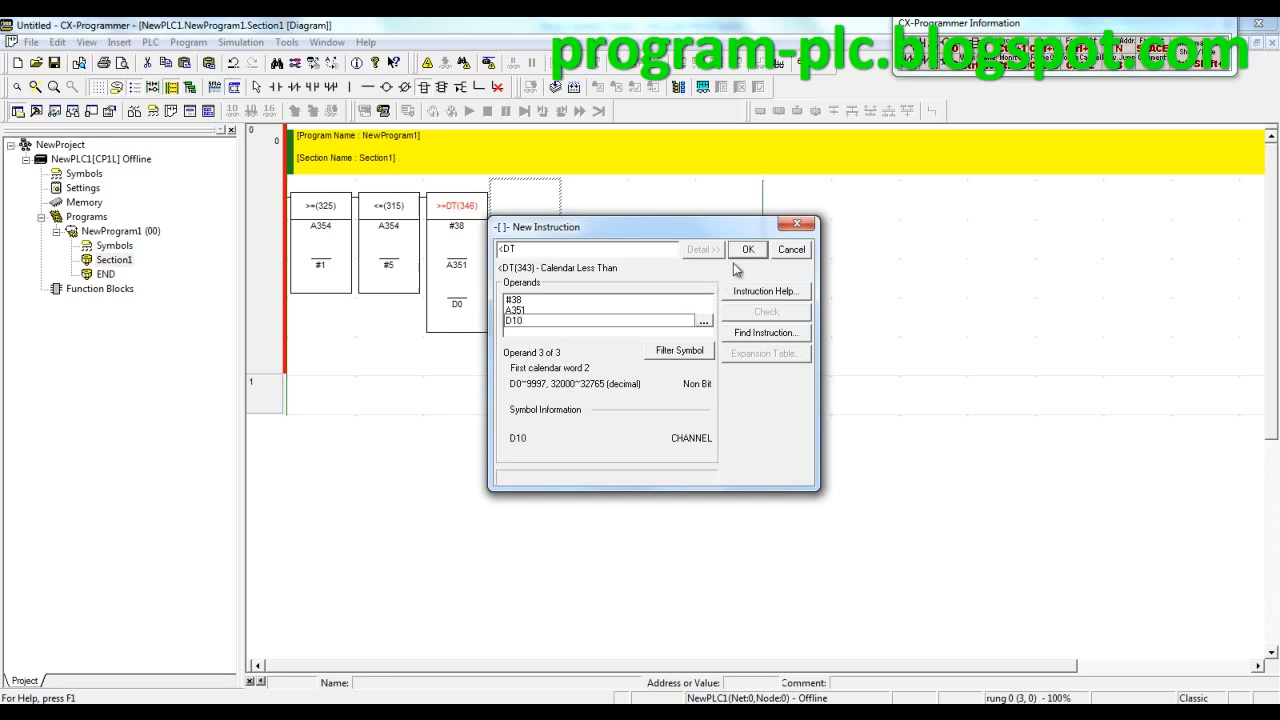 Untitled - CX-Programmer - [NewPLC1.NewProgram1.Section1 [Diagram]]
CX-Programmer Information
program-plc.blogspot.com
File Edit View Insert PLC Program Simulation Tools Window Help
NewProject
NewPLC1[CP1L] Offline
Symbols
Settings
Memory
Programs
NewProgram1 (00)
Symbols
Section1
END
Function Blocks
0
0
[Program Name : NewProgram1]
[Section Name : Section1]
>=(325) <=(315) >=DT(346)
A354 A354 #38
#1 #5 A351
D0
1
-[ ]- New Instruction
<DT Detail >> OK Cancel
<DT(343) - Calendar Less Than
Operands
#38
A351
D10 ...
Instruction Help...
Check
Find Instruction...
Expansion Table...
Operand 3 of 3 Filter Symbol
First calendar word 2
D0~9997, 32000~32765 (decimal) Non Bit
Symbol Information
D10 CHANNEL
Project
Name: Address or Value: Comment:
For Help, press F1 NewPLC1(Net:0,Node:0) - Offline rung 0 (3, 0) - 100% Classic